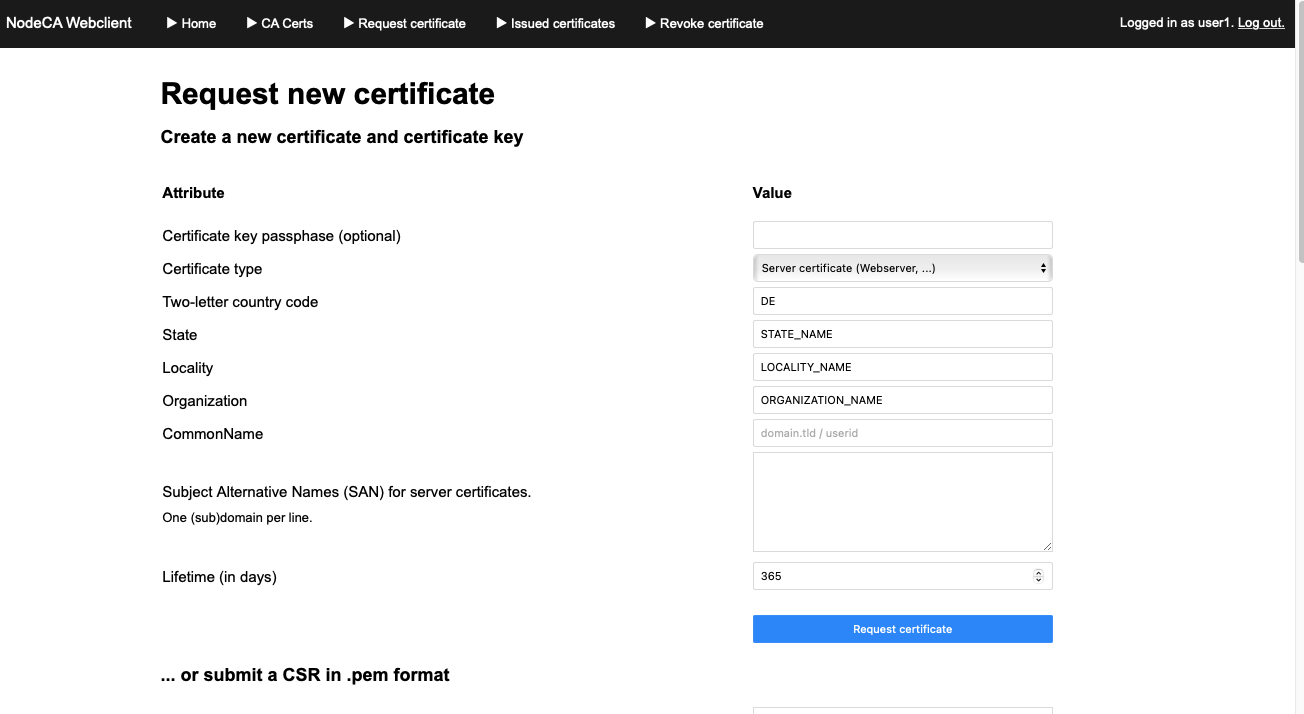 NodeCA Webclient ▶ Home ▶ CA Certs ▶ Request certificate ▶ Issued certificates ▶ Revoke certificate Logged in as user1. Log out.
Request new certificate
Create a new certificate and certificate key
Attribute Value
Certificate key passphase (optional)
Certificate type Server certificate (Webserver, ...)
Two-letter country code DE
State STATE_NAME
Locality LOCALITY_NAME
Organization ORGANIZATION_NAME
CommonName domain.tld / userid
Subject Alternative Names (SAN) for server certificates.
One (sub)domain per line.
Lifetime (in days) 365
Request certificate
... or submit a CSR in .pem format